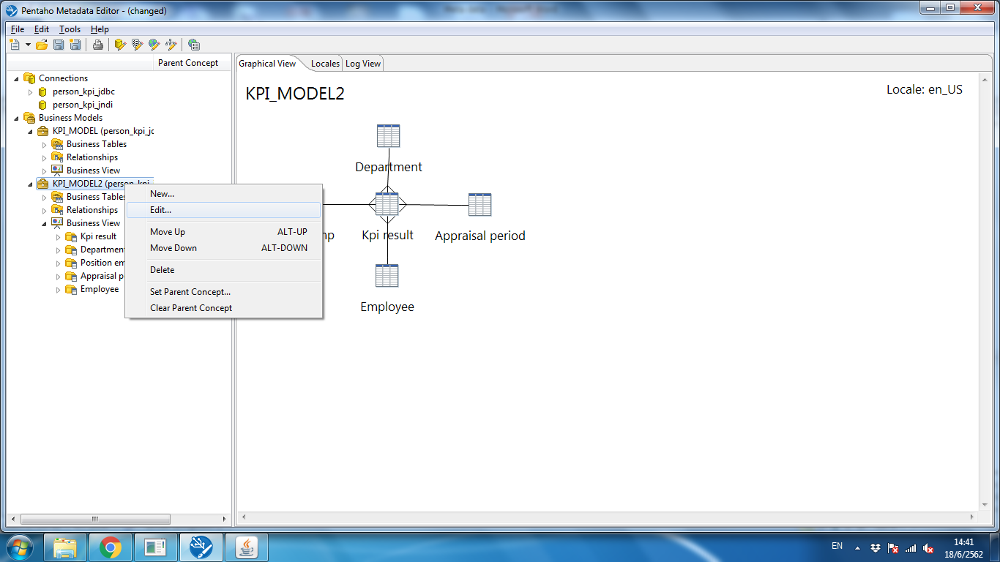 Pentaho Metadata Editor - (changed)
File Edit Tools Help
Parent Concept
Connections
person_kpi_jdbc
person_kpi_jndi
Business Models
KPI_MODEL (person_kpi_jc
Business Tables
Relationships
Business View
KPI_MODEL2 (person_kpi
Business Tables
Relationships
Business View
Kpi result
Department
Position em
Appraisal p
Employee
New...
Edit...
Move Up ALT-UP
Move Down ALT-DOWN
Delete
Set Parent Concept...
Clear Parent Concept
Graphical View Locales Log View
KPI_MODEL2
Locale: en_US
Department
np Kpi result Appraisal period
Employee
EN
14:41
18/6/2562